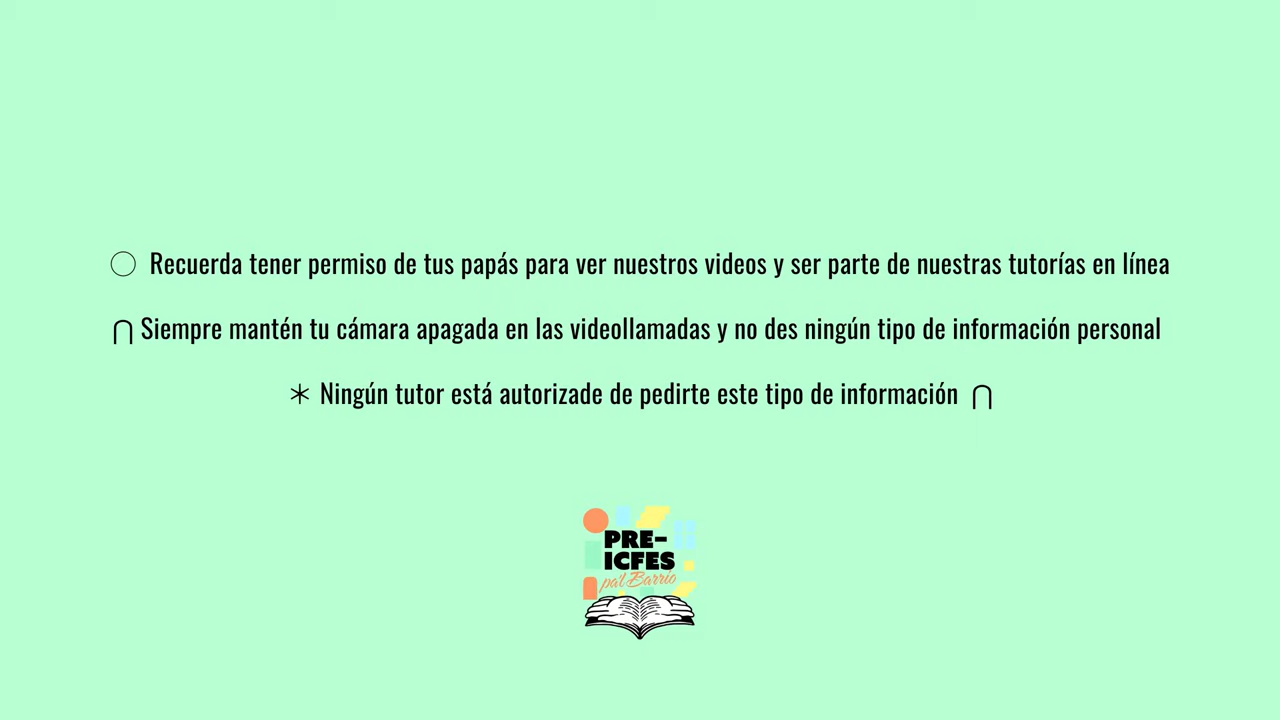 ○ Recuerda tener permiso de tus papás para ver nuestros videos y ser parte de nuestras tutorías en línea
∩ Siempre mantén tu cámara apagada en las videollamadas y no des ningún tipo de información personal
* Ningún tutor está autorizade de pedirte este tipo de información ∩
PRE-
ICFES
pa'l Barrio